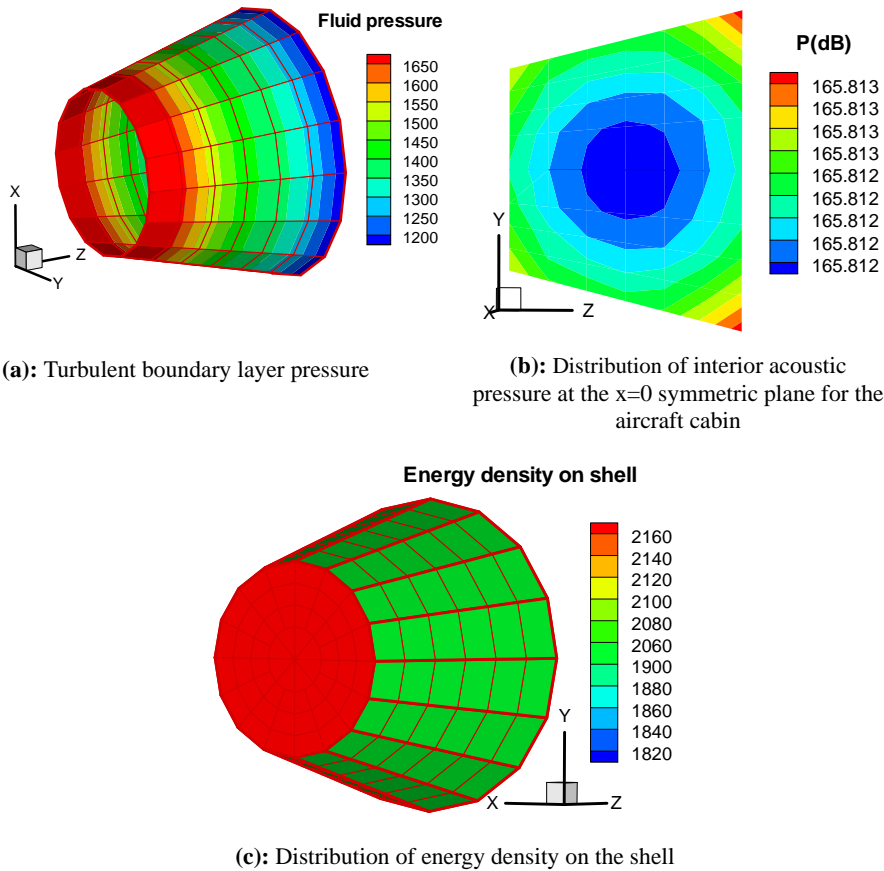 Fluid pressure
1650
1600
1550
1500
1450
1400
1350
1300
1250
1200
X
Z
Y
P(dB)
165.813
165.813
165.813
165.813
165.812
165.812
165.812
165.812
165.812
Y
X
Z
(a): Turbulent boundary layer pressure
(b): Distribution of interior acoustic
pressure at the x=0 symmetric plane for the
aircraft cabin
Energy density on shell
2160
2140
2120
2100
2080
2060
1900
1880
1860
1840
1820
Y
X
Z
(c): Distribution of energy density on the shell